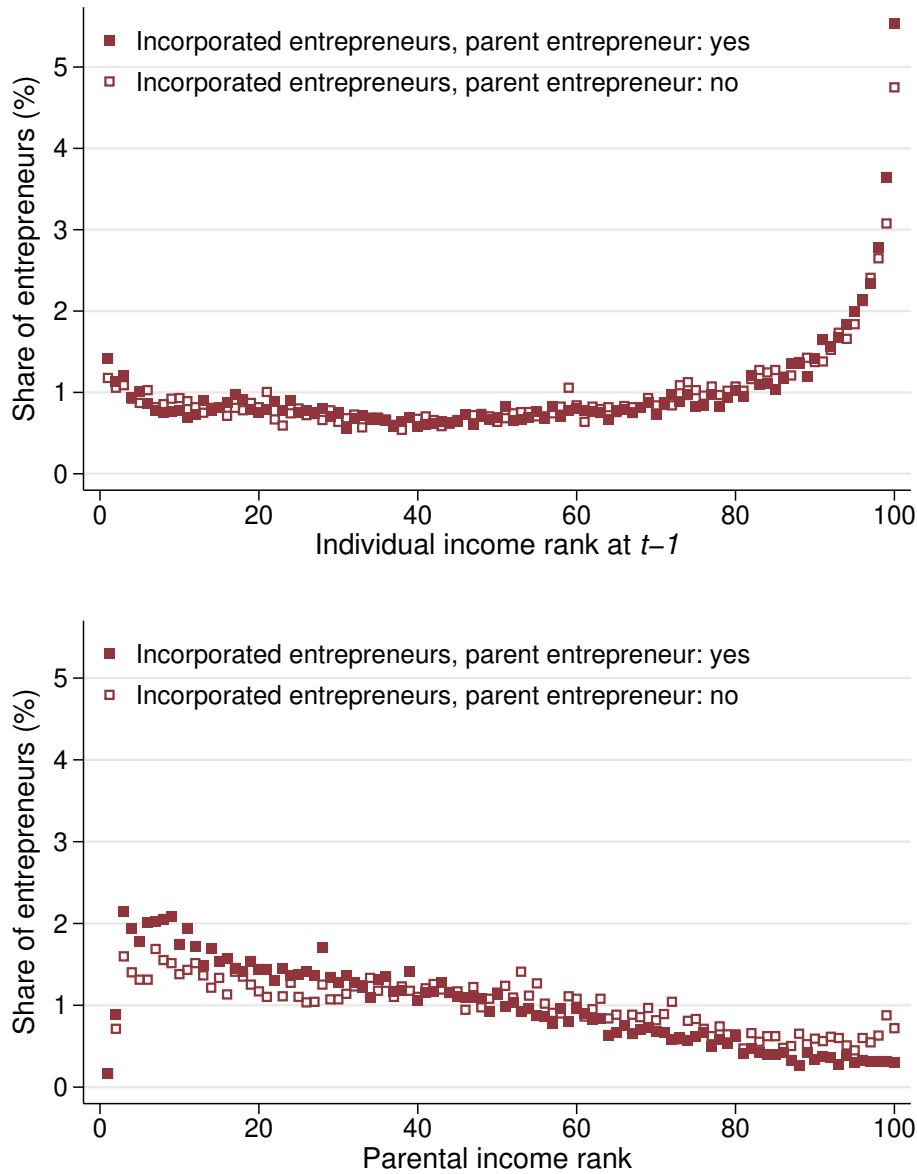 Incorporated entrepreneurs, parent entrepreneur: yes
Incorporated entrepreneurs, parent entrepreneur: no
Share of entrepreneurs (%)
5
4
3
2
1
0
0 20 40 60 80 100
Individual income rank at t−1
Incorporated entrepreneurs, parent entrepreneur: yes
Incorporated entrepreneurs, parent entrepreneur: no
Share of entrepreneurs (%)
5
4
3
2
1
0
0 20 40 60 80 100
Parental income rank